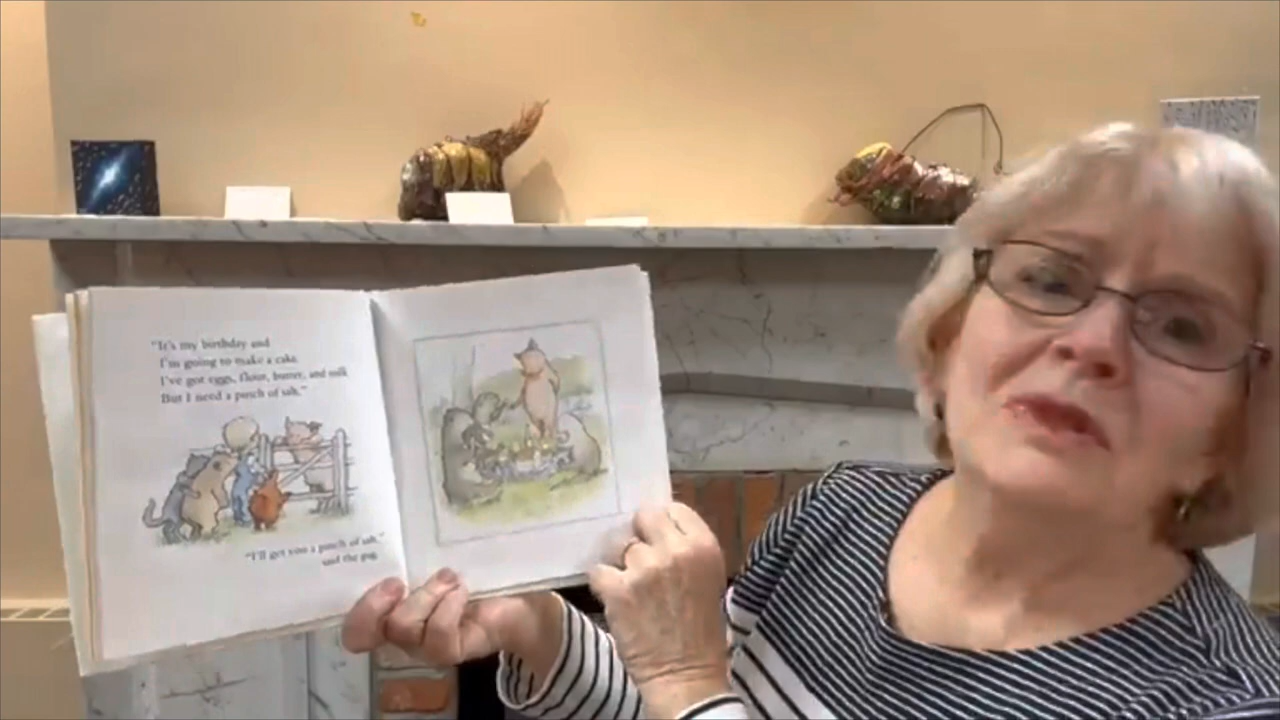 "It's my birthday and
I'm going to make a cake.
I've got eggs, flour, butter, and milk
But I need a pinch of salt."
"I'll get you a pinch of salt,"
said the pig.